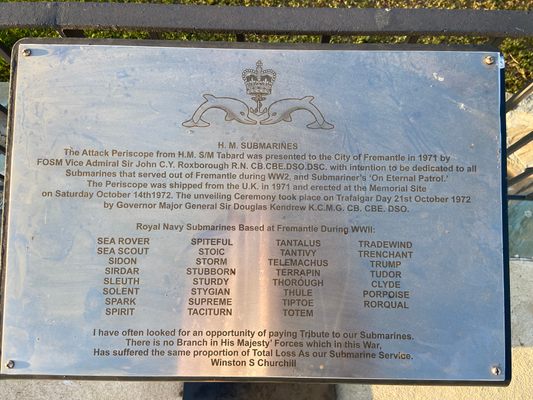 H. M. SUBMARINES
The Attack Periscope from H.M. S/M Tabard was presented to the City of Fremantle in 1971 by
FOSM Vice Admiral Sir John C.Y. Roxborough R.N. CB.CBE.DSO.DSC. with intention to be dedicated to all
Submarines that served out of Fremantle during WW2, and Submariner's 'On Eternal Patrol.'
The Periscope was shipped from the U.K. in 1971 and erected at the Memorial Site
on Saturday October 14th1972. The unveiling Ceremony took place on Trafalgar Day 21st October 1972
by Governor Major General Sir Douglas Kendrew K.C.M.G. CB. CBE. DSO.
Royal Navy Submarines Based at Fremantle During WWII:
SEA ROVER SPITEFUL TANTALUS TRADEWIND
SEA SCOUT STOIC TANTIVY TRENCHANT
SIDON STORM TELEMACHUS TRUMP
SIRDAR STUBBORN TERRAPIN TUDOR
SLEUTH STURDY THOROUGH CLYDE
SOLENT STYGIAN THULE PORPOISE
SPARK SUPREME TIPTOE RORQUAL
SPIRIT TACITURN TOTEM
I have often looked for an opportunity of paying Tribute to our Submarines.
There is no Branch in His Majesty' Forces which in this War,
Has suffered the same proportion of Total Loss As our Submarine Service.
Winston S Churchill